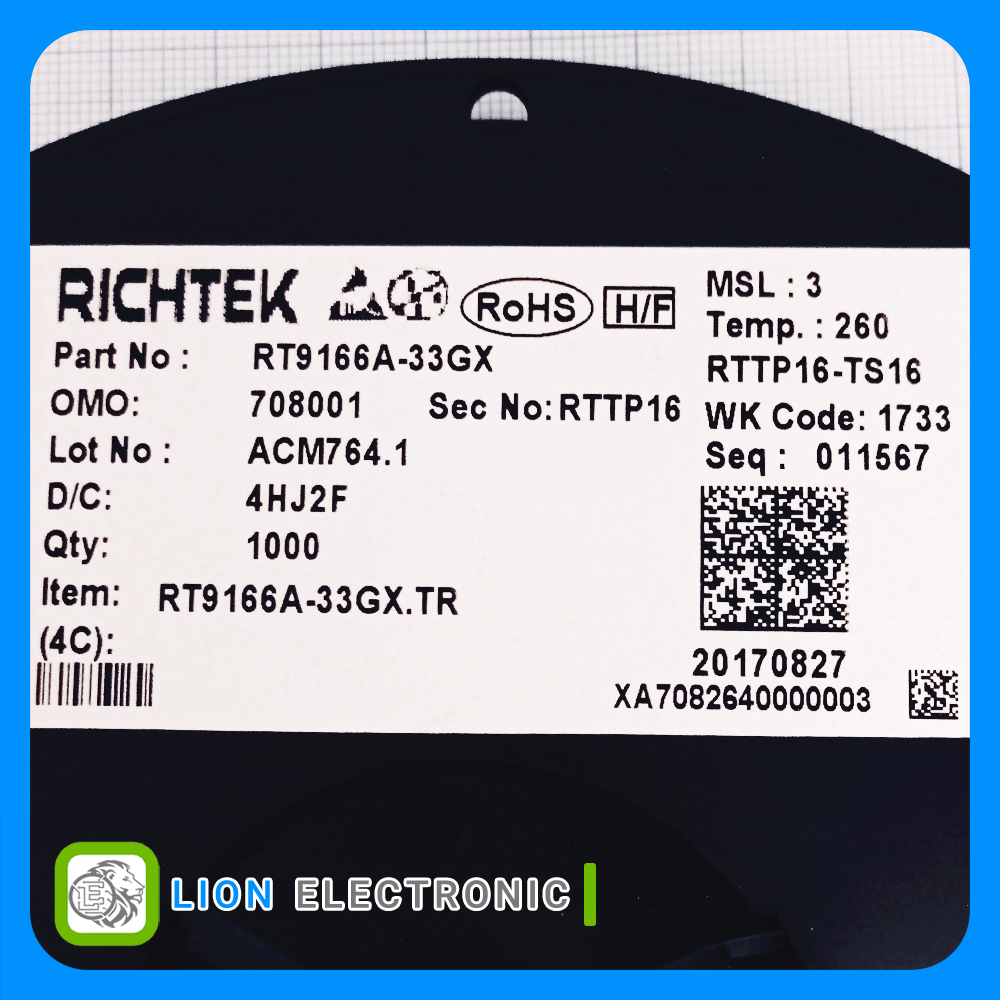 RICHTEK RoHS H/F
MSL : 3
Temp. : 260
Part No : RT9166A-33GX
RTTP16-TS16
OMO: 708001 Sec No:RTTP16
WK Code: 1733
Lot No : ACM764.1
Seq : 011567
D/C: 4HJ2F
Qty: 1000
Item: RT9166A-33GX.TR
(4C):
20170827
XA7082640000003
LE
LION ELECTRONIC